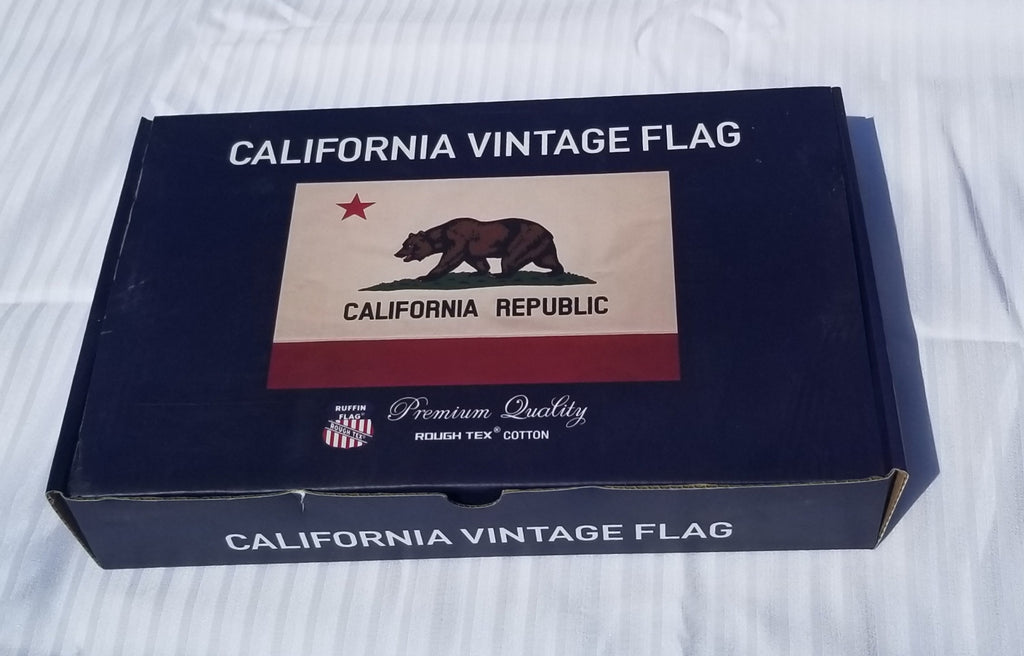 CALIFORNIA VINTAGE FLAG
CALIFORNIA REPUBLIC
RUFFIN
FLAG®
ROUGH TEX®
Premium Quality
ROUGH TEX® COTTON
CALIFORNIA VINTAGE FLAG